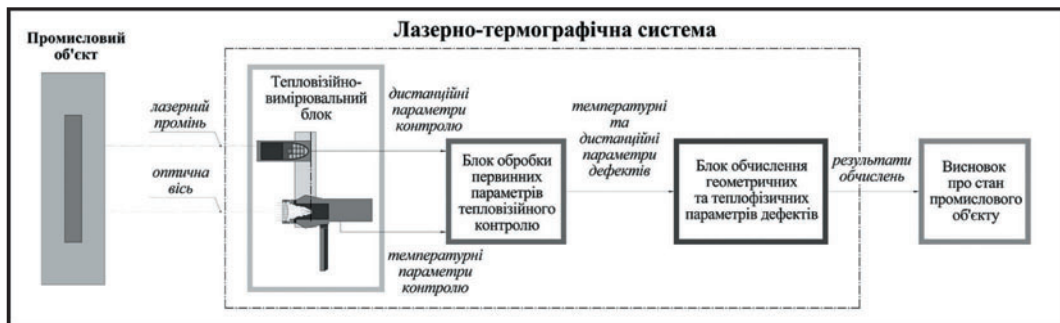 Лазерно-термографічна система
Промисловий
об'єкт
лазерний
промінь
оптична
вісь
Тепловізійно-
вимірювальний
блок
дистанційні
параметри
контролю
температурні
параметри
контролю
Блок обробки
первинних
параметрів
тепловізійного
контролю
температурні
та
дистанційні
параметри
дефектів
Блок обчислення
геометричних
та теплофізичних
параметрів дефектів
результати
обчислень
Висновок
про стан
промислового
об'єкту